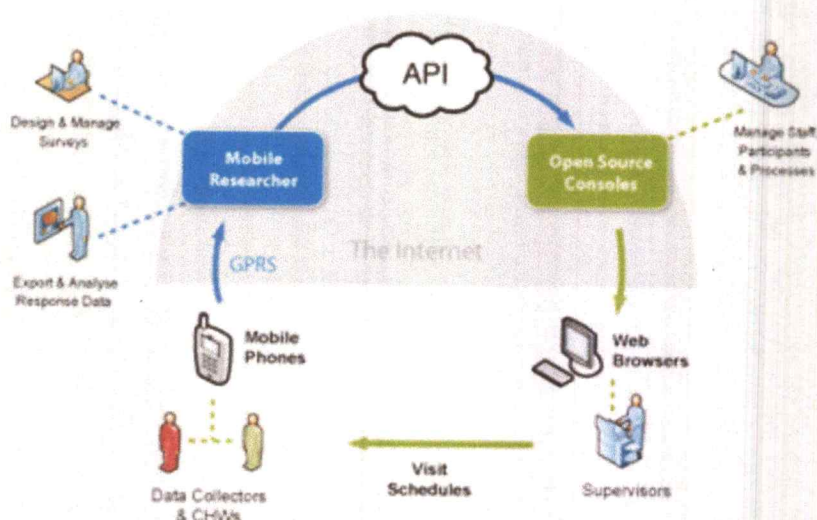 API
Design & Manage
Surveys
Mobile
Researcher
Open Source
Consoles
Manage Staff
Participants
& Processes
The Internet
GPRS
Export & Analyse
Response Data
Mobile
Phones
Web
Browsers
Visit
Schedules
Data Collectors
& CHWs
Supervisors